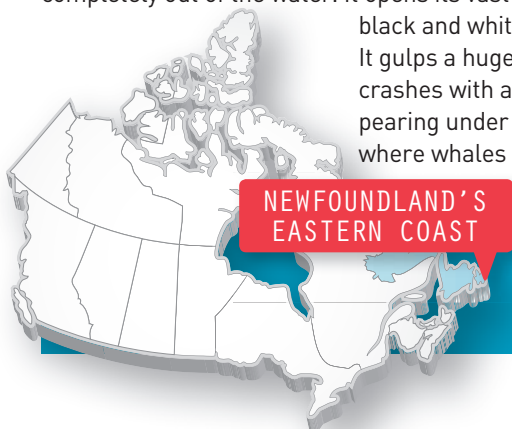 completely out of the water. It opens its vast
black and whit
It gulps a huge
crashes with a
pearing under
where whales
NEWFOUNDLAND'S
EASTERN COAST